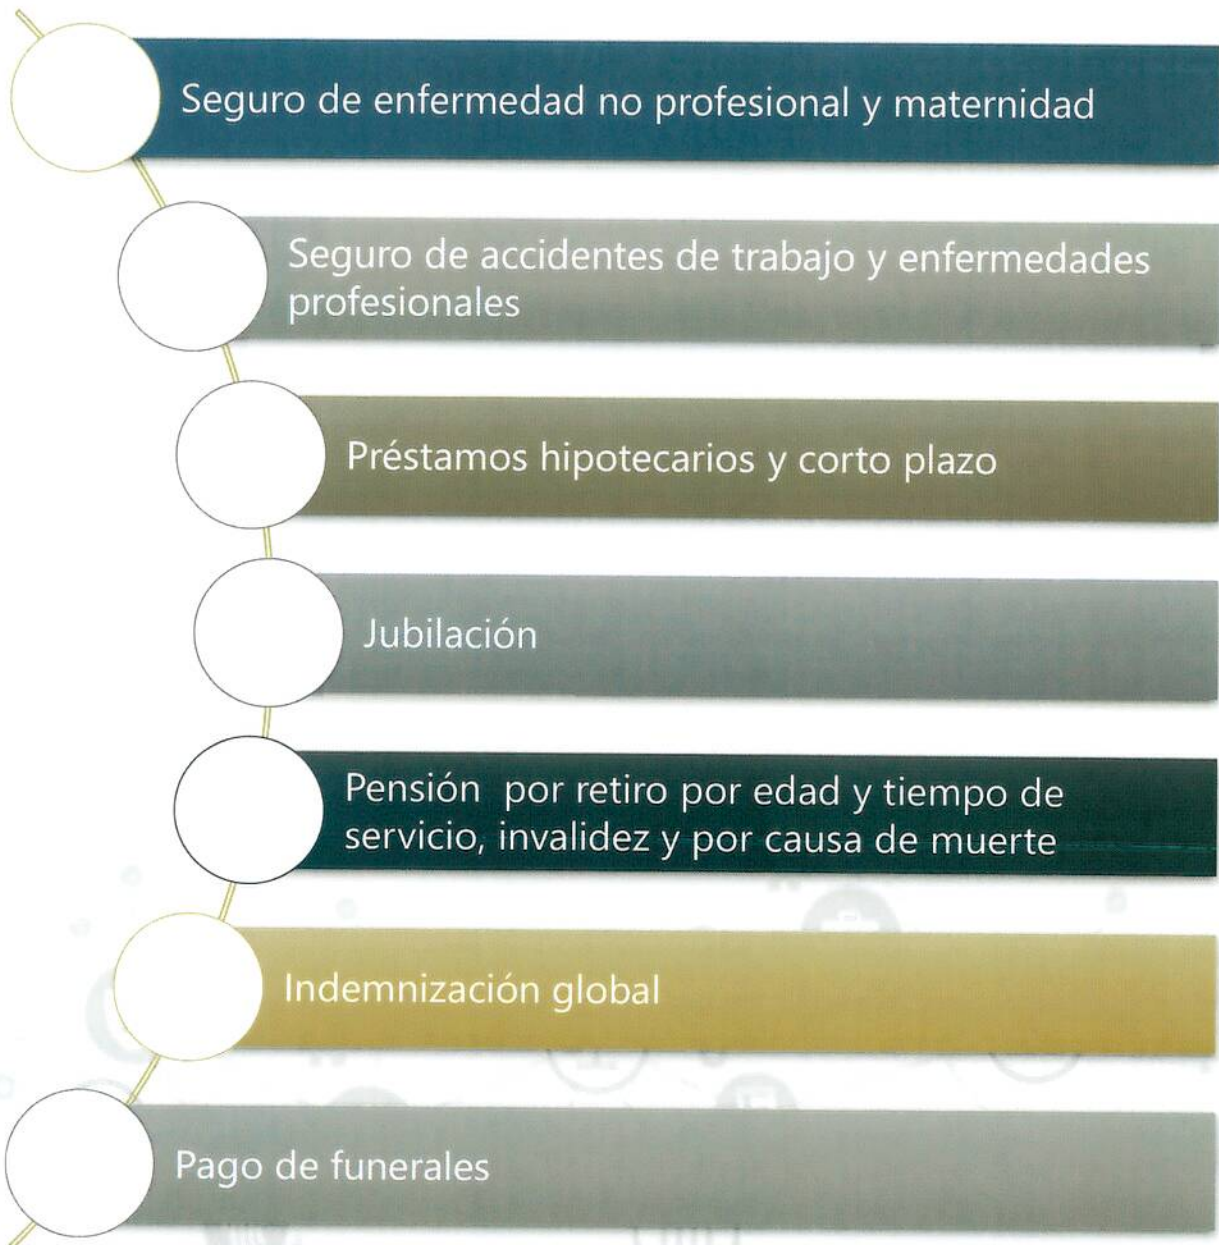 Seguro de enfermedad no profesional y maternidad
Seguro de accidentes de trabajo y enfermedades
profesionales
Préstamos hipotecarios y corto plazo
Jubilación
Pensión por retiro por edad y tiempo de
servicio, invalidez y por causa de muerte
Indemnización global
Pago de funerales